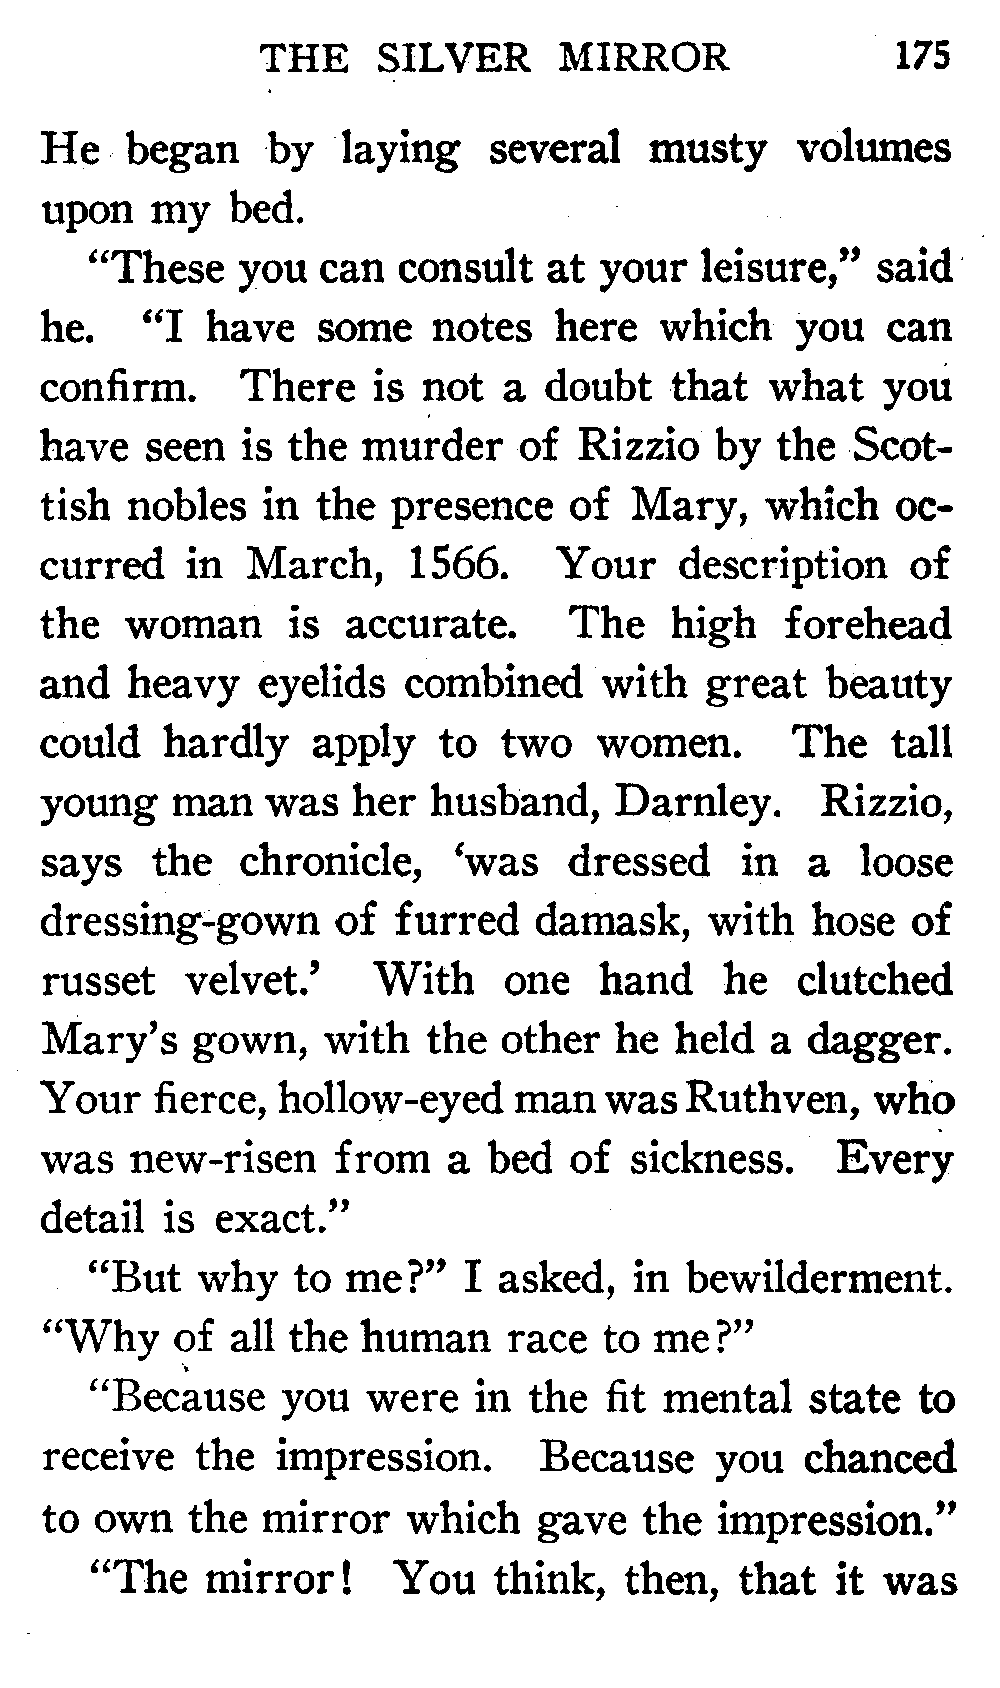 THE SILVER MIRROR 175
He began by laying several musty volumes
upon my bed.
“These you can consult at your leisure,” said
he. “I have some notes here which you can
confirm. There is not a doubt that what you
have seen is the murder of Rizzio by the Scot-
tish nobles in the presence of Mary, which oc-
curred in March, 1566. Your description of
the woman is accurate. The high forehead
and heavy eyelids combined with great beauty
could hardly apply to two women. The tall
young man was her husband, Darnley. Rizzio,
says the chronicle, ‘was dressed in a loose
dressing-gown of furred damask, with hose of
russet velvet.’ With one hand he clutched
Mary’s gown, with the other he held a dagger.
Your fierce, hollow-eyed man was Ruthven, who
was new-risen from a bed of sickness. Every
detail is exact.”
“But why to me?” I asked, in bewilderment.
“Why of all the human race to me?”
“Because you were in the fit mental state to
receive the impression. Because you chanced
to own the mirror which gave the impression.”
“The mirror! You think, then, that it was